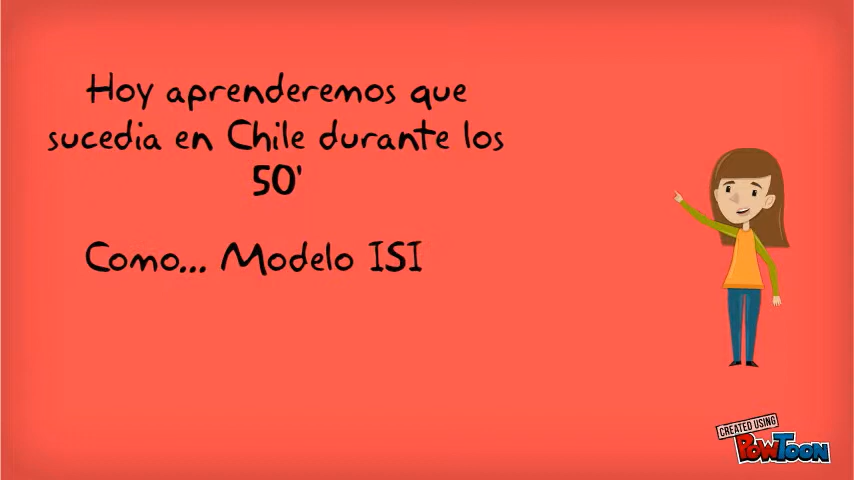 Hoy aprenderemos que
sucedia en Chile durante los
50'
Como... Modelo ISI
CREATED USING
POWTOON